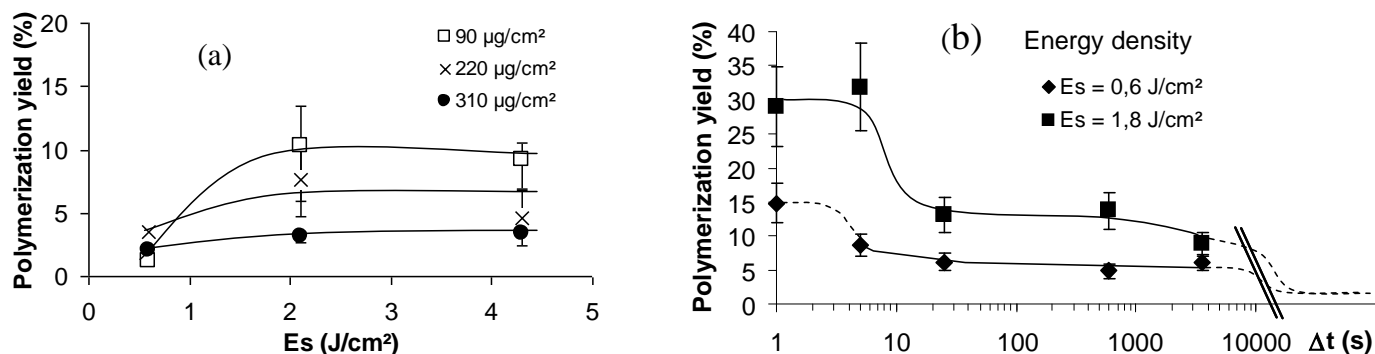 (a)
90 µg/cm²
220 µg/cm²
310 µg/cm²
Polymerization yield (%)
20
15
10
5
0
0 1 2 3 4 5
Es (J/cm²)
(b)
Energy density
Es = 0,6 J/cm²
Es = 1,8 J/cm²
Polymerization yield (%)
40
35
30
25
20
15
10
5
0
1 10 100 1000 10000 Δt (s)